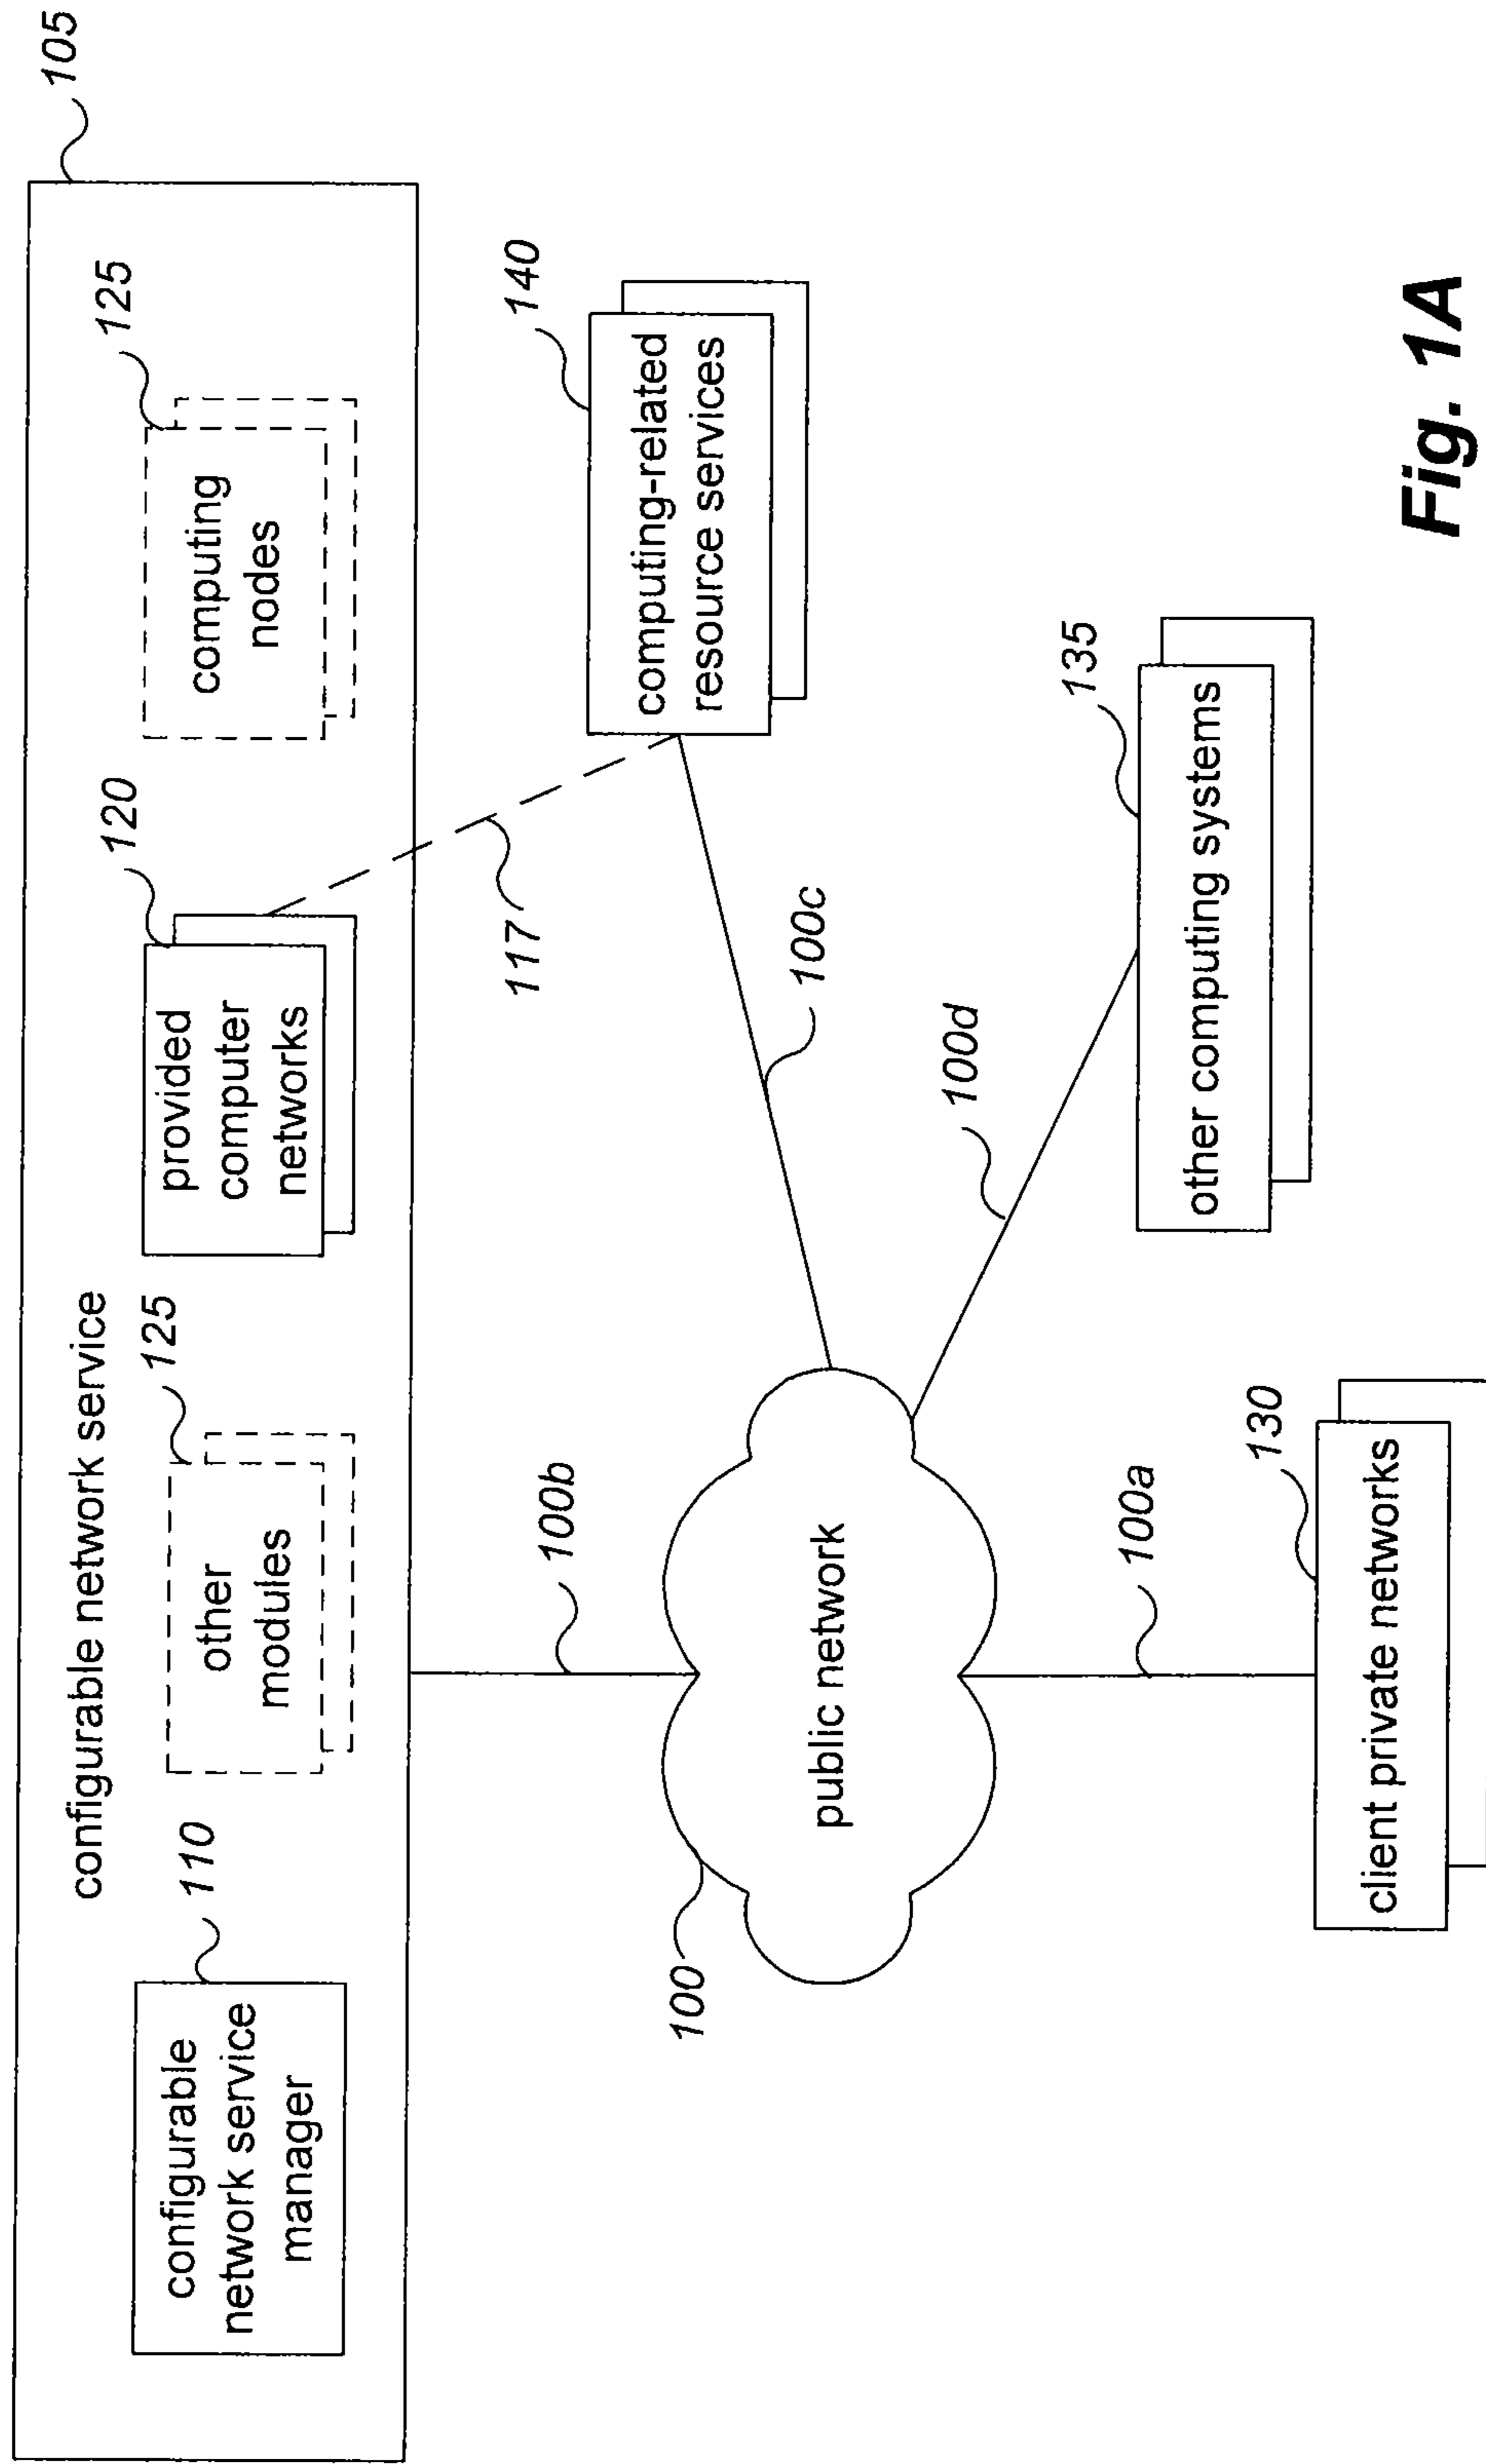 105
configurable network service
110
configurable
network service
manager
125
other
modules
120
provided
computer
networks
125
computing
nodes
100b
117
140
computing-related
resource services
100
public network
100c
100d
100a
130
client private networks
135
other computing systems
Fig. 1A